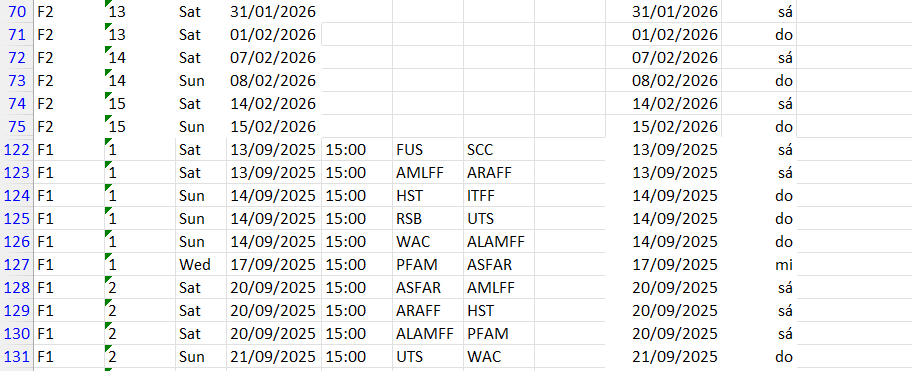 70 F2 13 Sat 31/01/2026 31/01/2026 sá
71 F2 13 Sun 01/02/2026 01/02/2026 do
72 F2 14 Sat 07/02/2026 07/02/2026 sá
73 F2 14 Sun 08/02/2026 08/02/2026 do
74 F2 15 Sat 14/02/2026 14/02/2026 sá
75 F2 15 Sun 15/02/2026 15/02/2026 do
122 F1 1 Sat 13/09/2025 15:00 FUS SCC 13/09/2025 sá
123 F1 1 Sat 13/09/2025 15:00 AMLFF ARAFF 13/09/2025 sá
124 F1 1 Sun 14/09/2025 15:00 HST ITFF 14/09/2025 do
125 F1 1 Sun 14/09/2025 15:00 RSB UTS 14/09/2025 do
126 F1 1 Sun 14/09/2025 15:00 WAC ALAMFF 14/09/2025 do
127 F1 1 Wed 17/09/2025 15:00 PFAM ASFAR 17/09/2025 mi
128 F1 2 Sat 20/09/2025 15:00 ASFAR AMLFF 20/09/2025 sá
129 F1 2 Sat 20/09/2025 15:00 ARAFF HST 20/09/2025 sá
130 F1 2 Sat 20/09/2025 15:00 ALAMFF PFAM 20/09/2025 sá
131 F1 2 Sun 21/09/2025 15:00 UTS WAC 21/09/2025 do